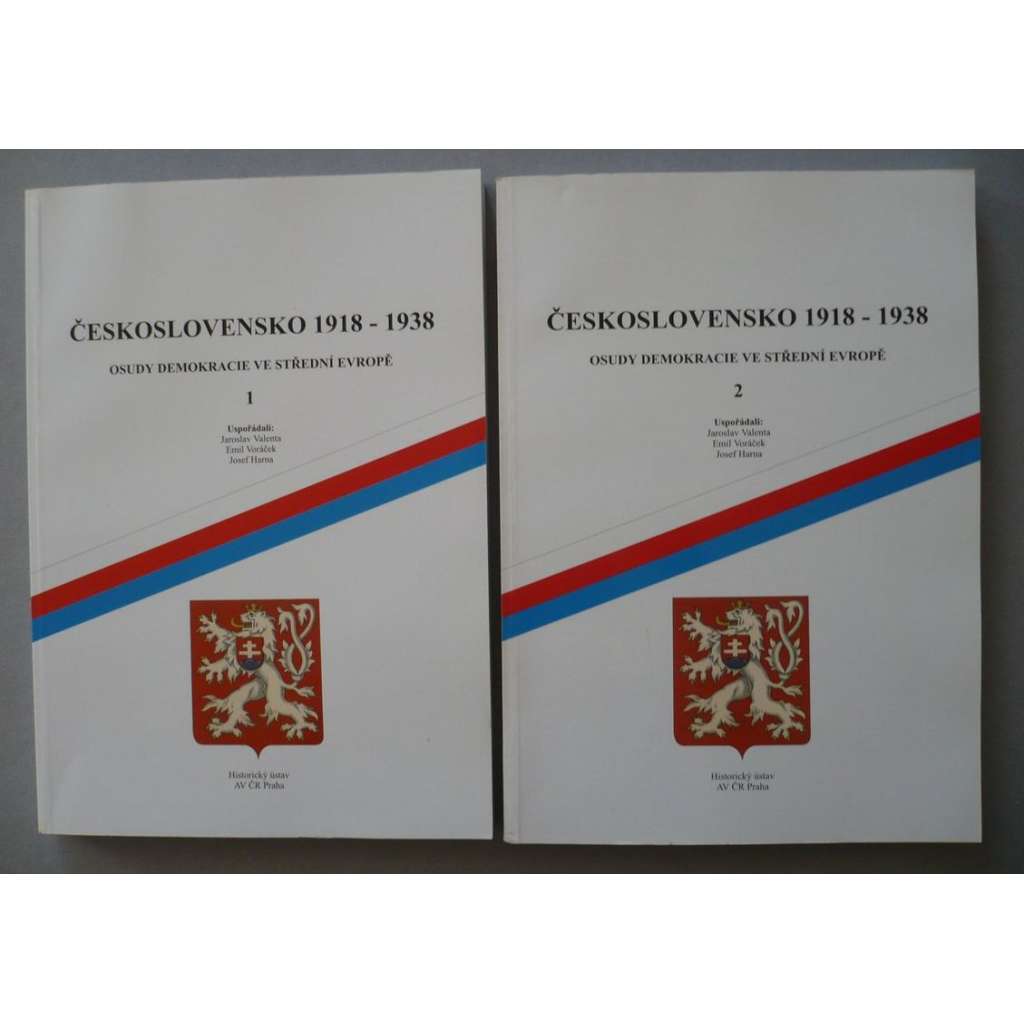 ČESKOSLOVENSKO 1918 - 1938
OSUDY DEMOKRACIE VE STŘEDNÍ EVROPĚ
1
Uspořádali:
Jaroslav Valenta
Emil Voráček
Josef Harna
Historický ústav
AV ČR Praha
ČESKOSLOVENSKO 1918 - 1938
OSUDY DEMOKRACIE VE STŘEDNÍ EVROPĚ
2
Uspořádali:
Jaroslav Valenta
Emil Voráček
Josef Harna
Historický ústav
AV ČR Praha